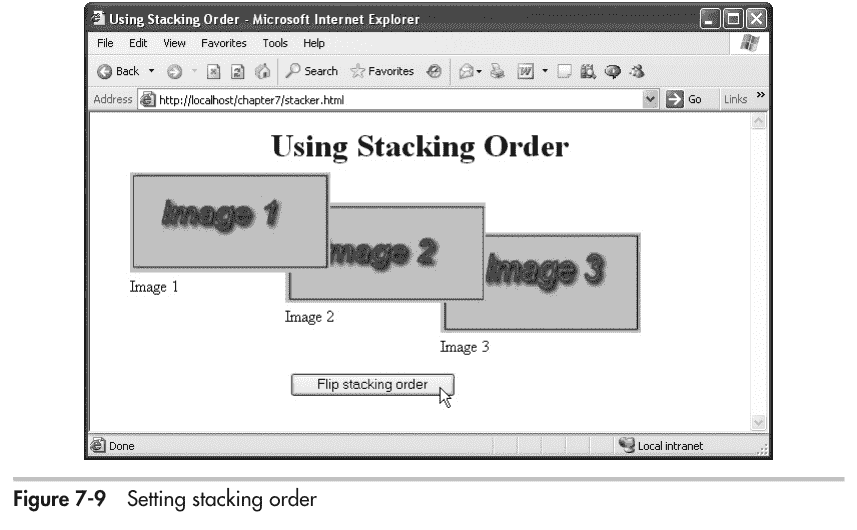 Using Stacking Order - Microsoft Internet Explorer
File Edit View Favorites Tools Help
Back Search Favorites
Address http://localhost/chapter7/stacker.html Go Links »
Using Stacking Order
Image 1
Image 2
Image 3
Image 1
Image 2
Image 3
Flip stacking order
Done Local intranet
Figure 7-9 Setting stacking order